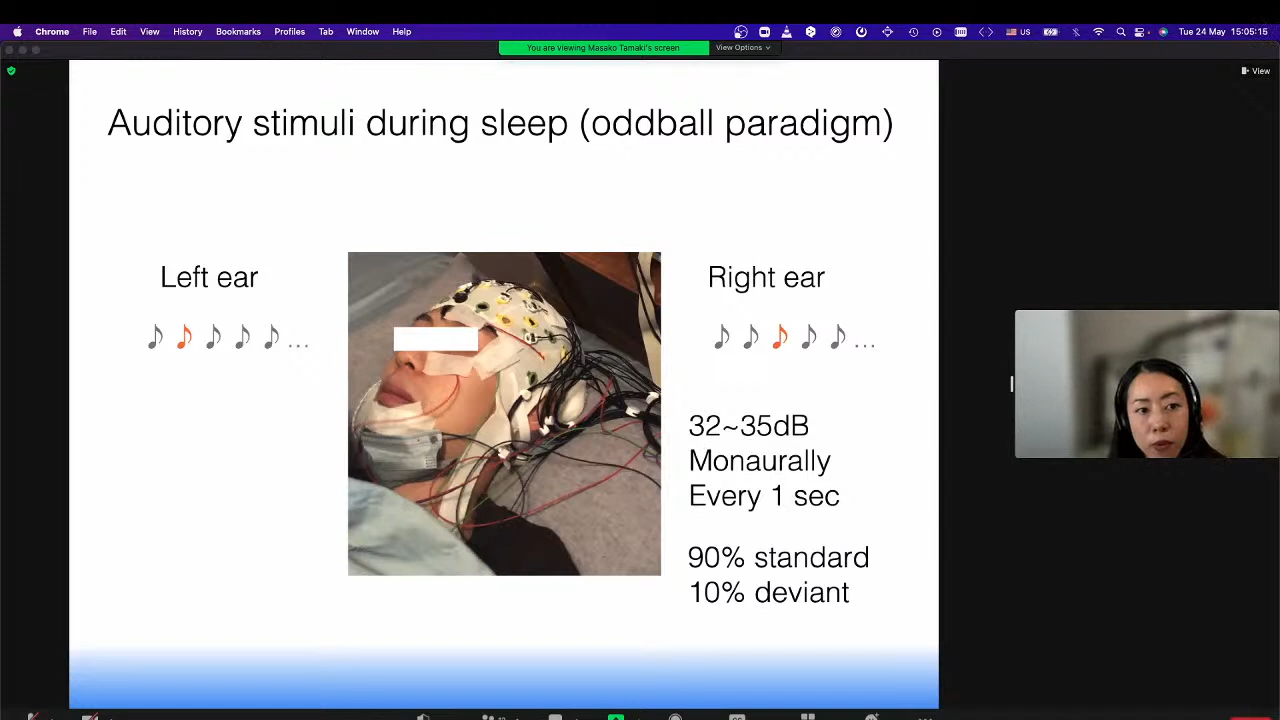 Chrome File Edit View History Bookmarks Profiles Tab Window Help
US
Tue 24 May 15:05:15
You are viewing Masako Tamaki's screen
View Options
View
Auditory stimuli during sleep (oddball paradigm)
Left ear
Right ear
32~35dB
Monaurally
Every 1 sec
90% standard
10% deviant